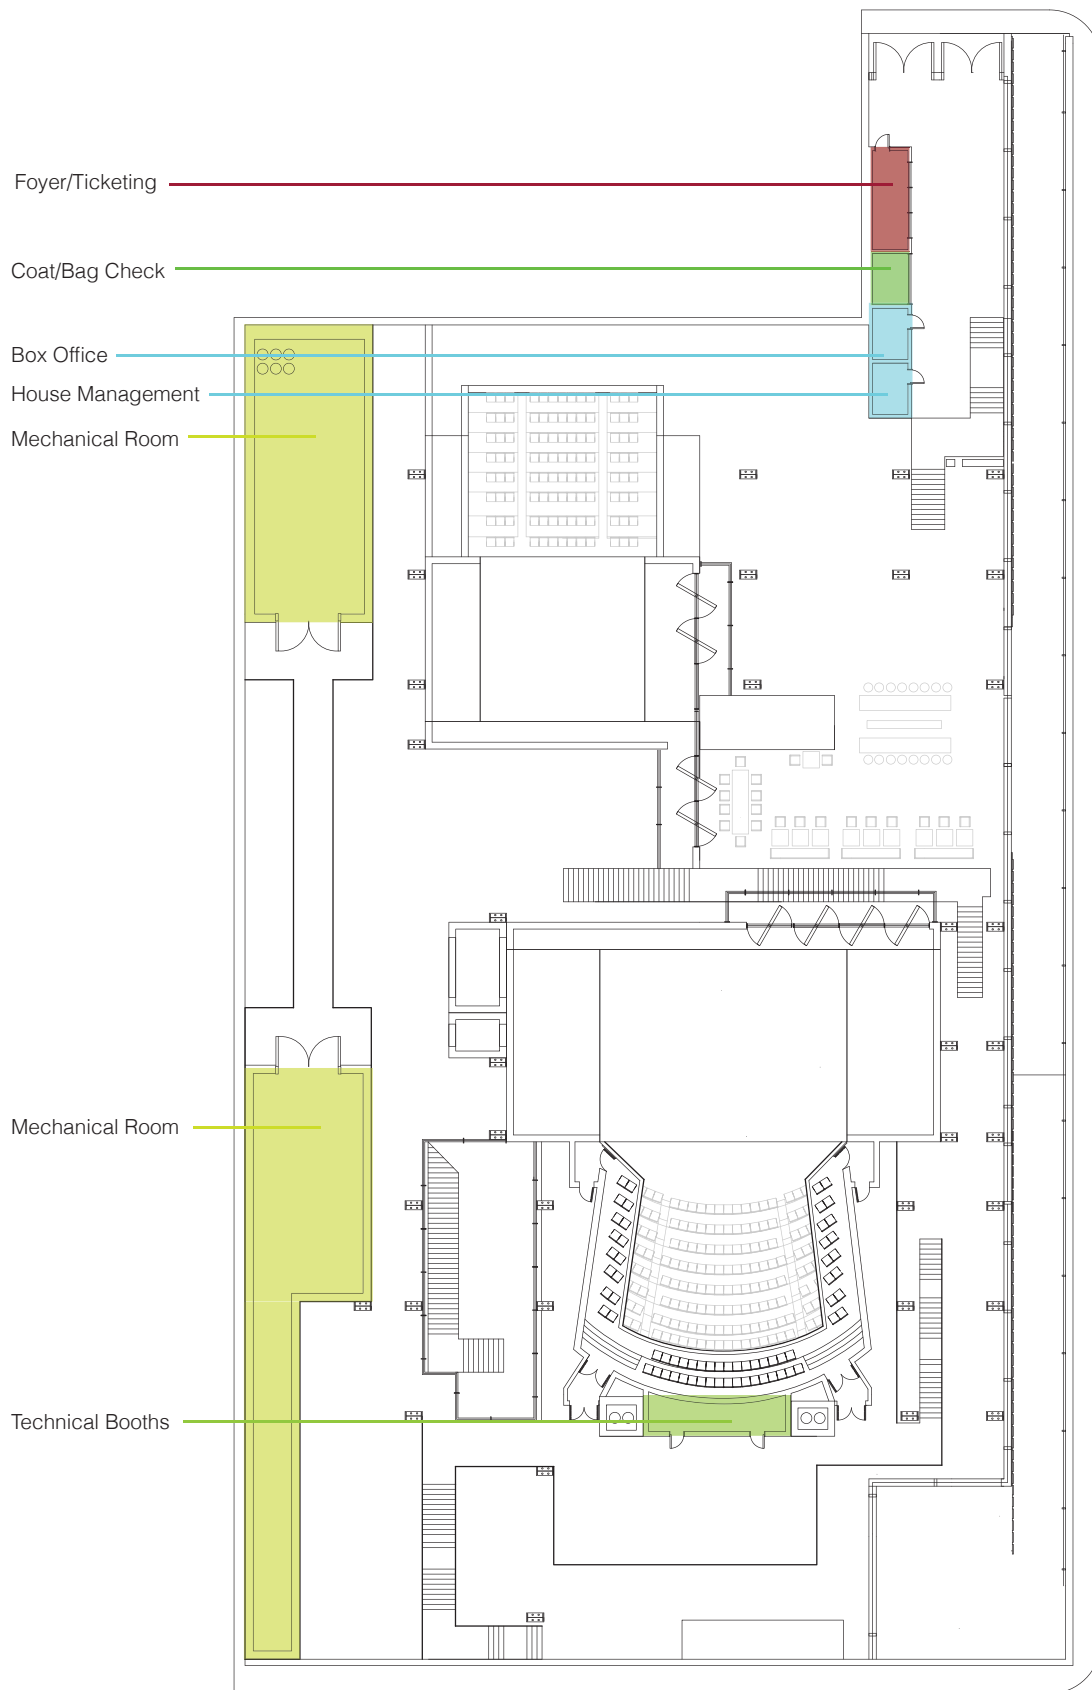 Foyer/Ticketing
Coat/Bag Check
Box Office
House Management
Mechanical Room
Mechanical Room
Technical Booths